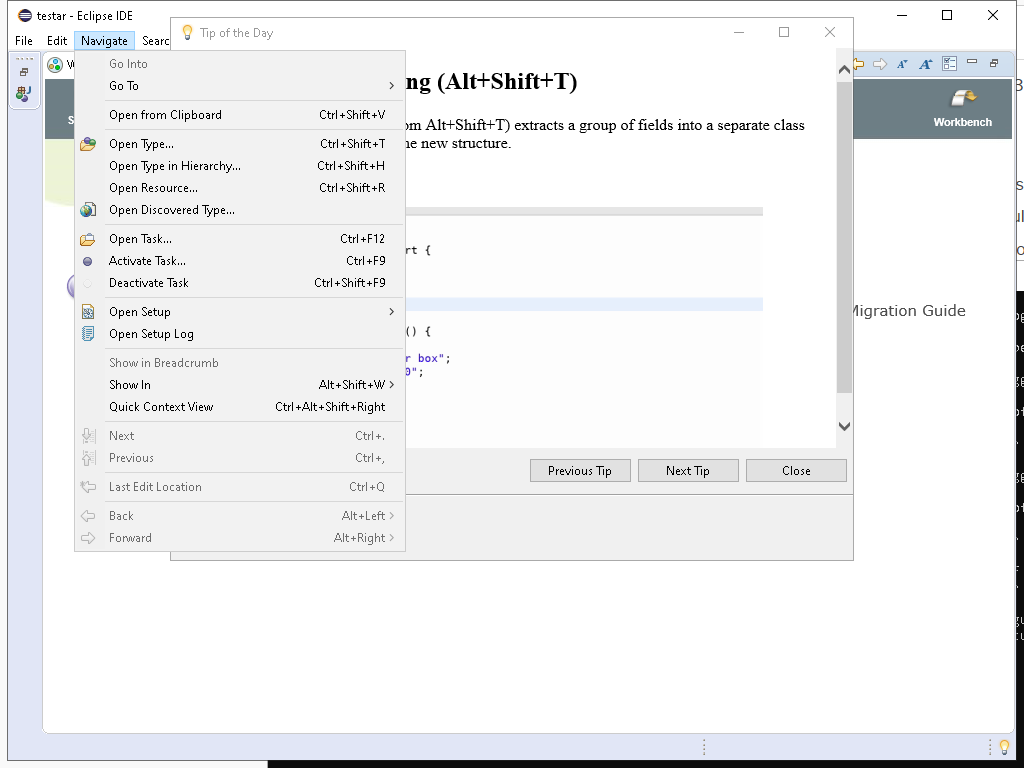 testar - Eclipse IDE
File Edit Navigate Searc
Tip of the Day
Go Into
Go To
Open from Clipboard Ctrl+Shift+V
Open Type... Ctrl+Shift+T
Open Type in Hierarchy... Ctrl+Shift+H
Open Resource... Ctrl+Shift+R
Open Discovered Type...
Open Task... Ctrl+F12
Activate Task... Ctrl+F9
Deactivate Task Ctrl+Shift+F9
Open Setup
Open Setup Log
Show in Breadcrumb
Show In Alt+Shift+W
Quick Context View Ctrl+Alt+Shift+Right
Next Ctrl+.
Previous Ctrl+,
Last Edit Location Ctrl+Q
Back Alt+Left
Forward Alt+Right
ng (Alt+Shift+T)
om Alt+Shift+T) extracts a group of fields into a separate class
he new structure.
rt {
() {
r box";
0";
Previous Tip Next Tip Close
Workbench
Migration Guide